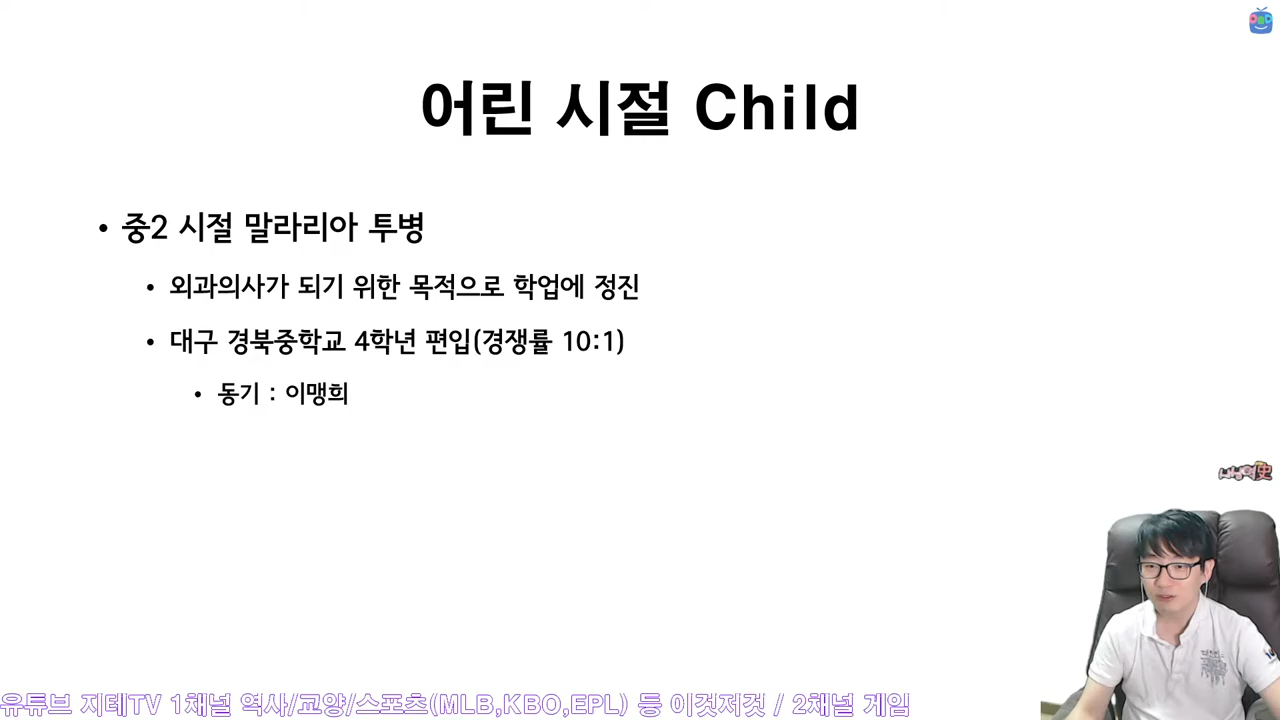 어린 시절 Child
• 중2 시절 말라리아 투병
• 외과의사가 되기 위한 목적으로 학업에 정진
• 대구 경북중학교 4학년 편입(경쟁률 10:1)
• 동기 : 이맹희
유튜브 지테TV 1채널 역사/교양/스포츠(MLB,KBO,EPL) 등 이것저것 / 2채널 게임